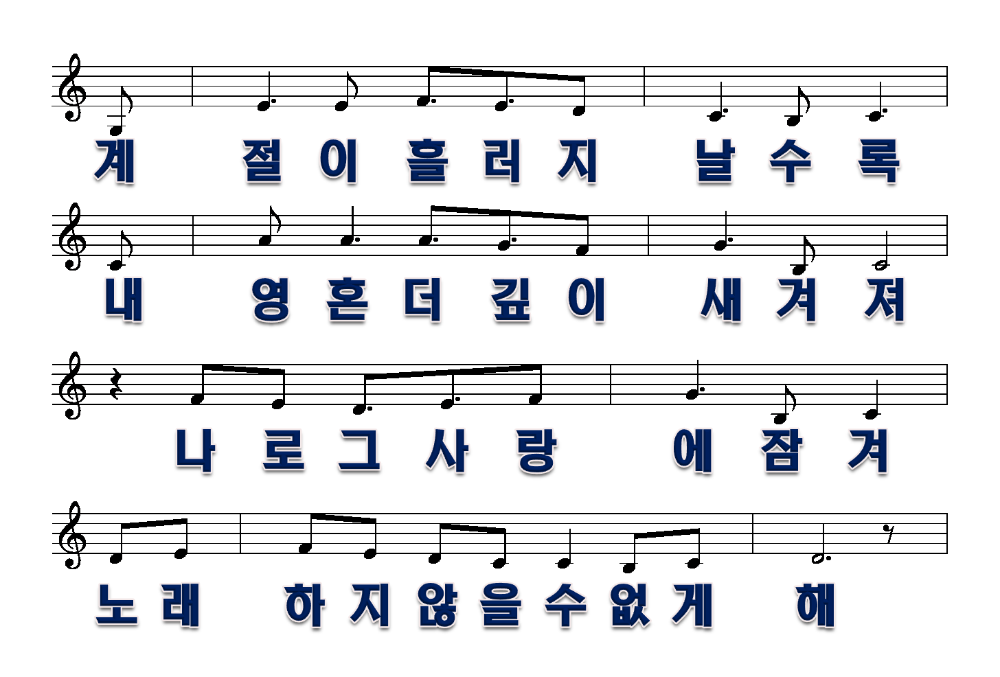 계 절 이 흘 러 지 날 수 록
내 영 혼 더 깊 이 새 겨 져
나 로 그 사 랑 에 잠 겨
노 래 하 지 않 을 수 없 게 해